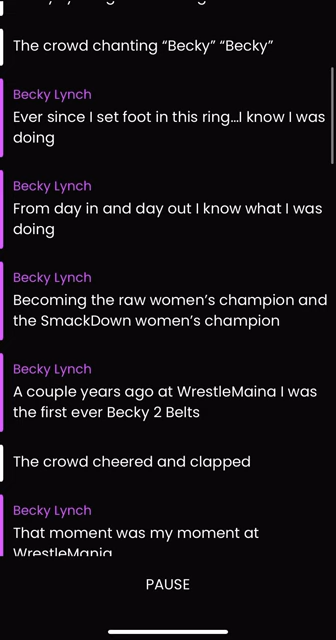 The crowd chanting “Becky” “Becky”
Becky Lynch
Ever since I set foot in this ring...I know I was
doing
Becky Lynch
From day in and day out I know what I was
doing
Becky Lynch
Becoming the raw women’s champion and
the SmackDown women’s champion
Becky Lynch
A couple years ago at WrestleMaina I was
the first ever Becky 2 Belts
The crowd cheered and clapped
Becky Lynch
That moment was my moment at
WrestleMania
PAUSE